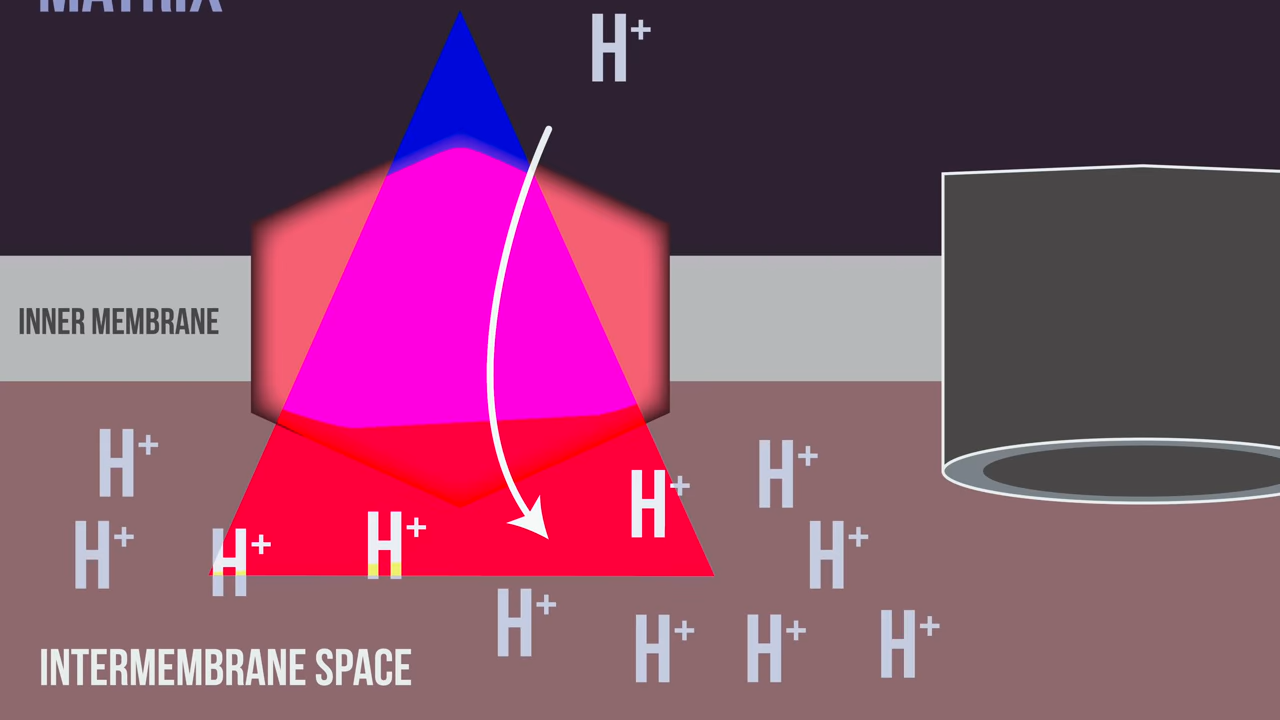 MATRIX
H+
INNER MEMBRANE
H+
H+
H+
H+
H+
H+
H+
H+
H+
H+
H+
H+
INTERMEMBRANE SPACE